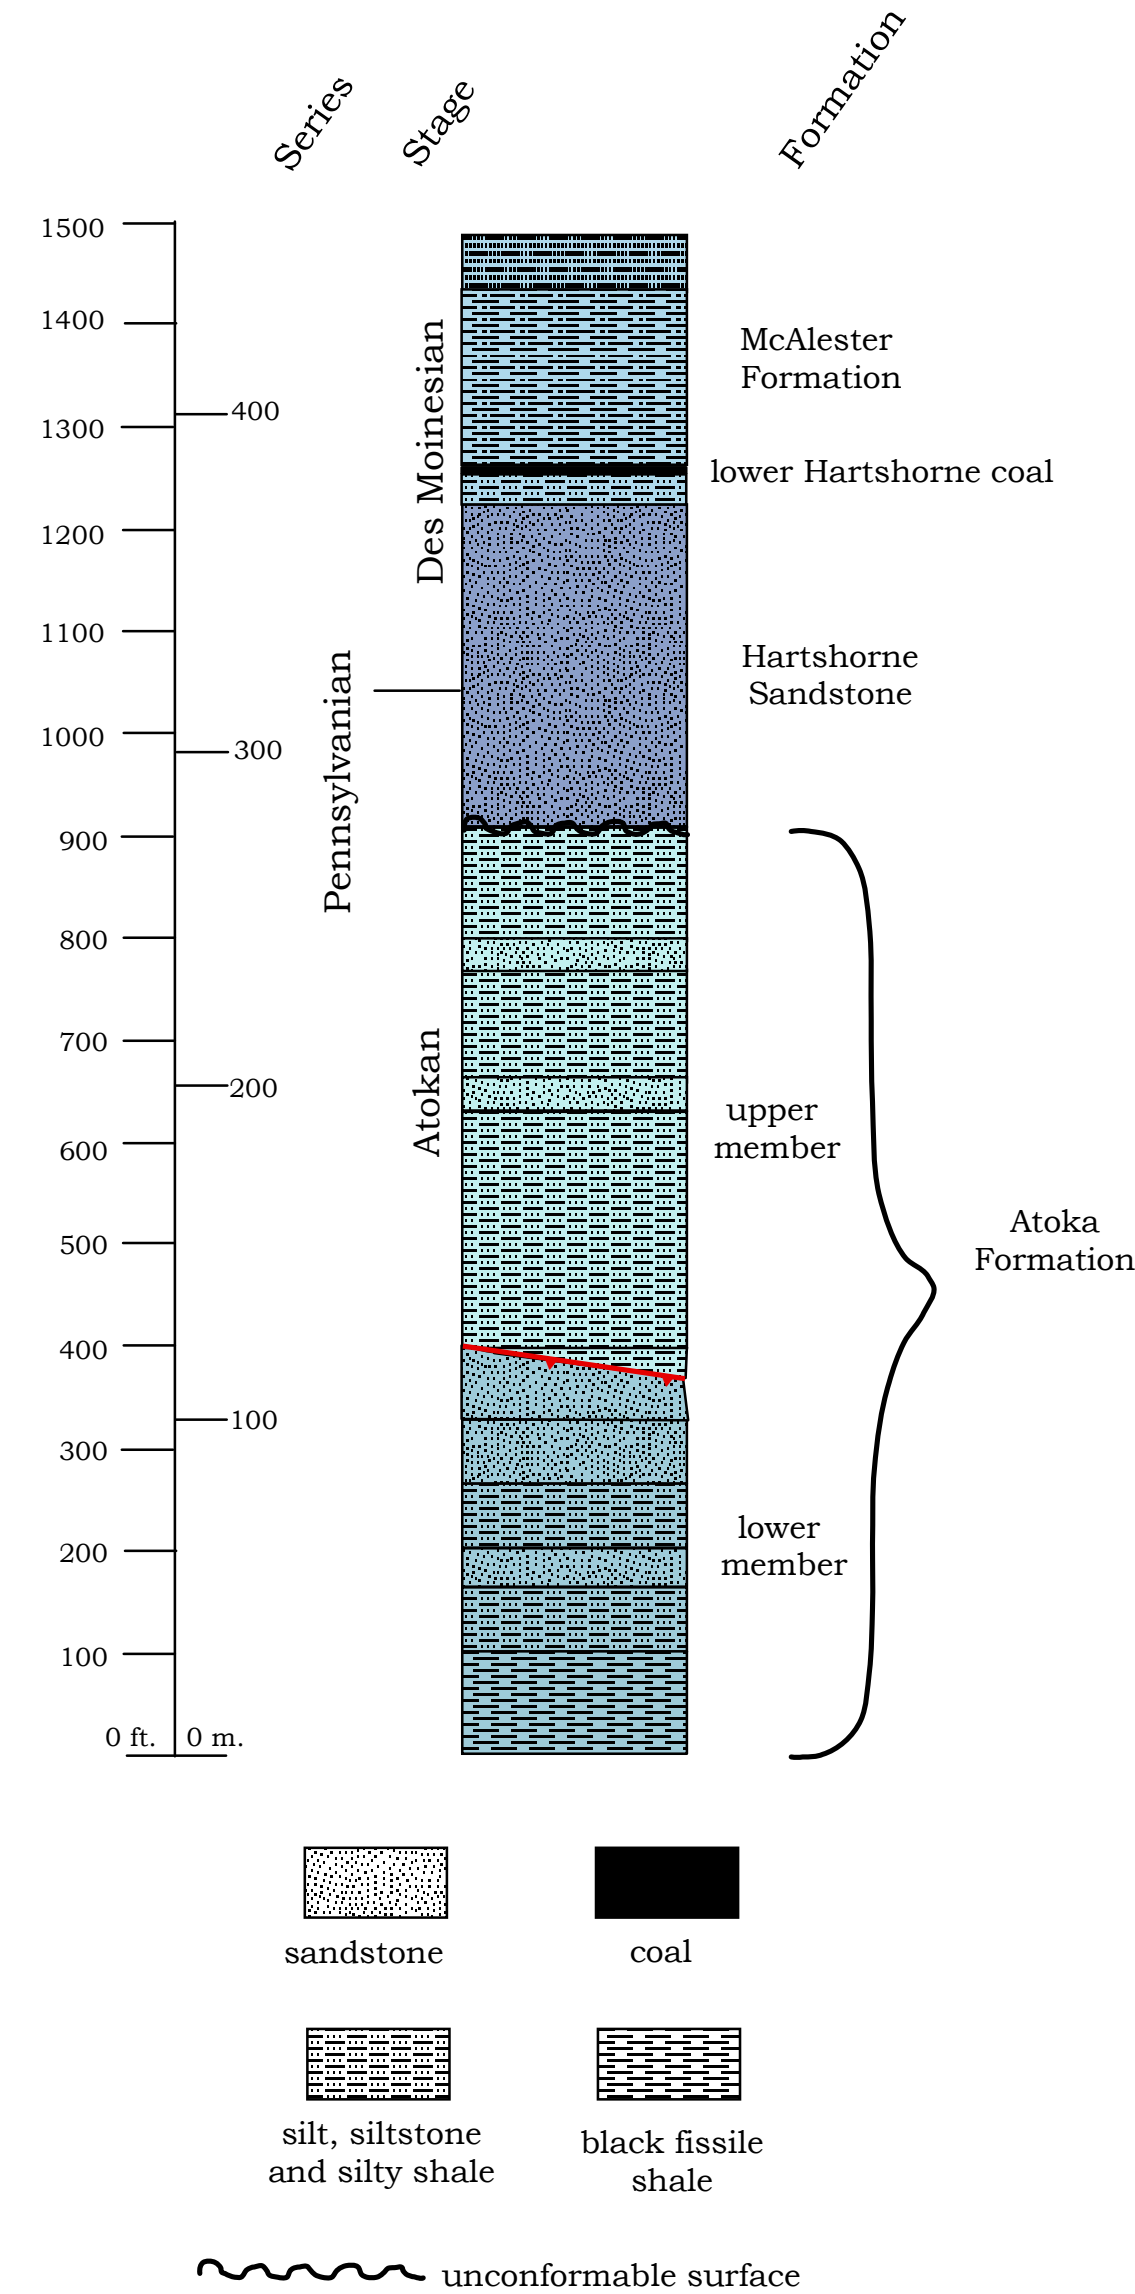 Series
Stage
Formation
1500
1400
1300
1200
1100
1000
900
800
700
600
500
400
300
200
100
0 ft.
0 m.
400
300
200
100
Pennsylvanian
Des Moinesian
Atokan
McAlester
Formation
lower Hartshorne coal
Hartshorne
Sandstone
upper
member
Atoka
Formation
lower
member
sandstone
coal
silt, siltstone
and silty shale
black fissile
shale
unconformable surface